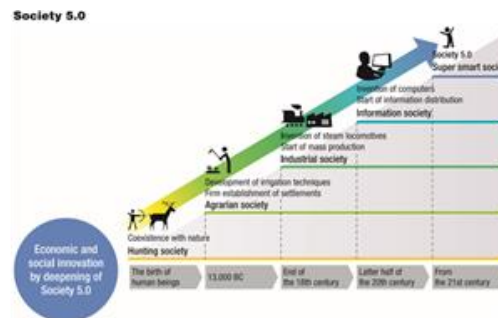 Society 5.0
Society 5.0
Super smart socie
Invention of computers
Start of information distribution
Information society
Invention of steam locomotives
Start of mass production
Industrial society
Development of irrigation techniques
Firm establishment of settlements
Agrarian society
Coexistence with nature
Hunting society
Economic and
social innovation
by deepening of
Society 5.0
The birth of
human beings
13,000 BC
End of
the 18th century
Latter half of
the 20th century
From
the 21st century